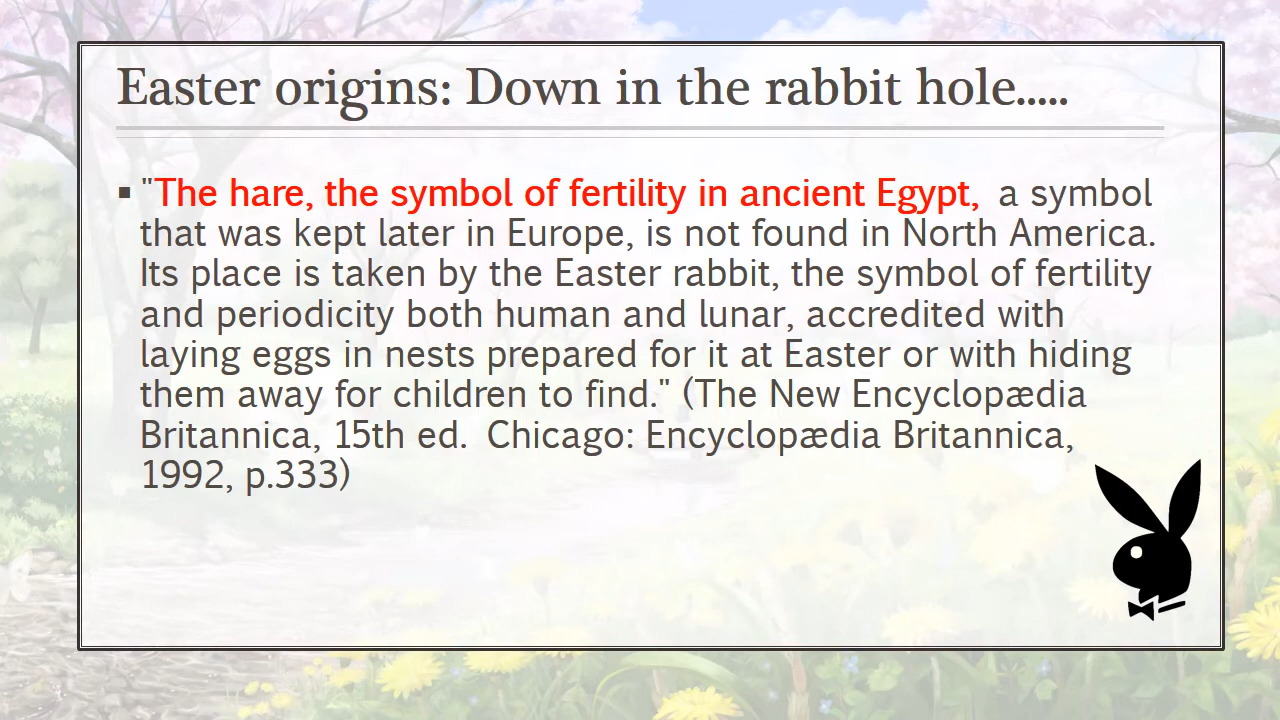 Easter origins: Down in the rabbit hole.....
▪ "The hare, the symbol of fertility in ancient Egypt,  a symbol
that was kept later in Europe, is not found in North America.
Its place is taken by the Easter rabbit, the symbol of fertility
and periodicity both human and lunar, accredited with
laying eggs in nests prepared for it at Easter or with hiding
them away for children to find." (The New Encyclopædia
Britannica, 15th ed.  Chicago: Encyclopædia Britannica,
1992, p.333)